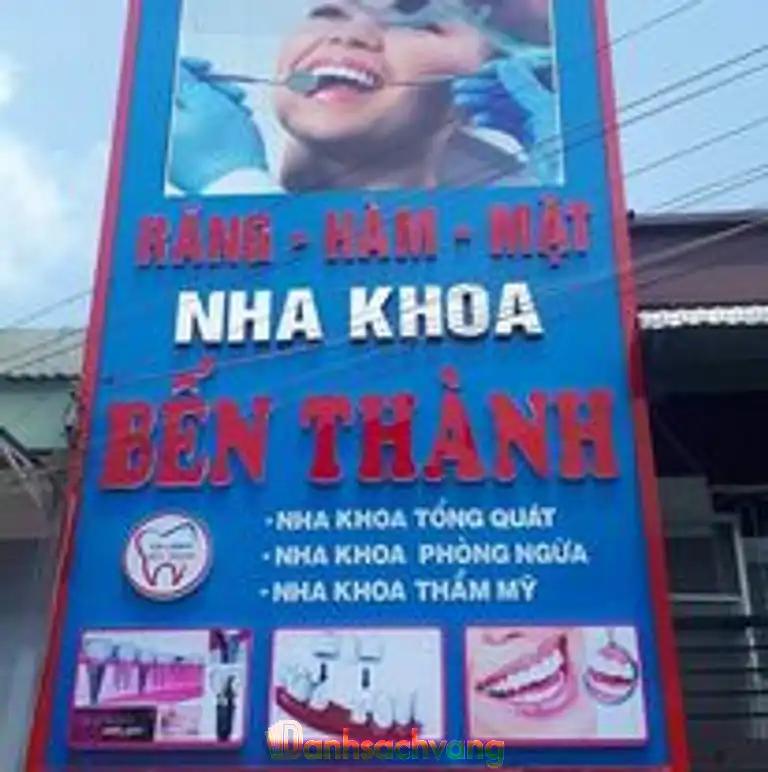 RĂNG - HÀM - MẶT
NHA KHOA
BẾN THÀNH
• NHA KHOA TỔNG QUÁT
• NHA KHOA PHÒNG NGỪA
• NHA KHOA THẨM MỸ
Danhsachvang